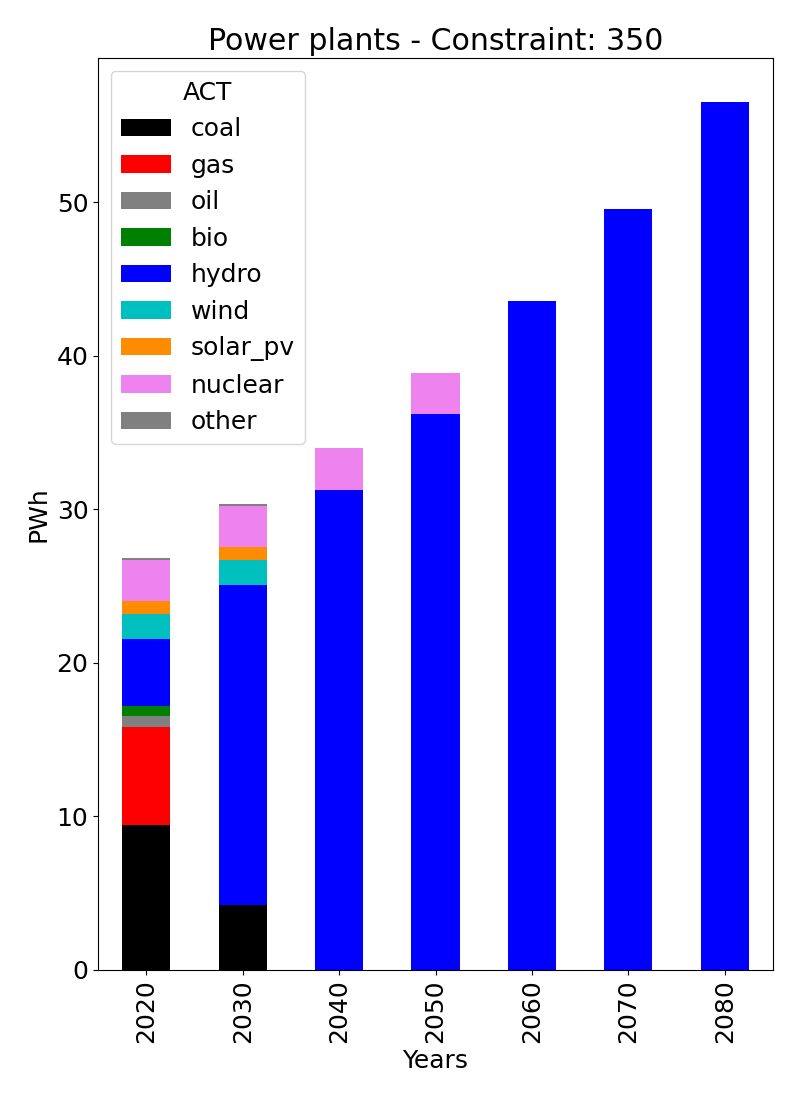 Power plants - Constraint: 350
ACT
coal
gas
oil
bio
hydro
wind
solar_pv
nuclear
other
PWh
50
40
30
20
10
0
2020 2030 2040 2050 2060 2070 2080
Years